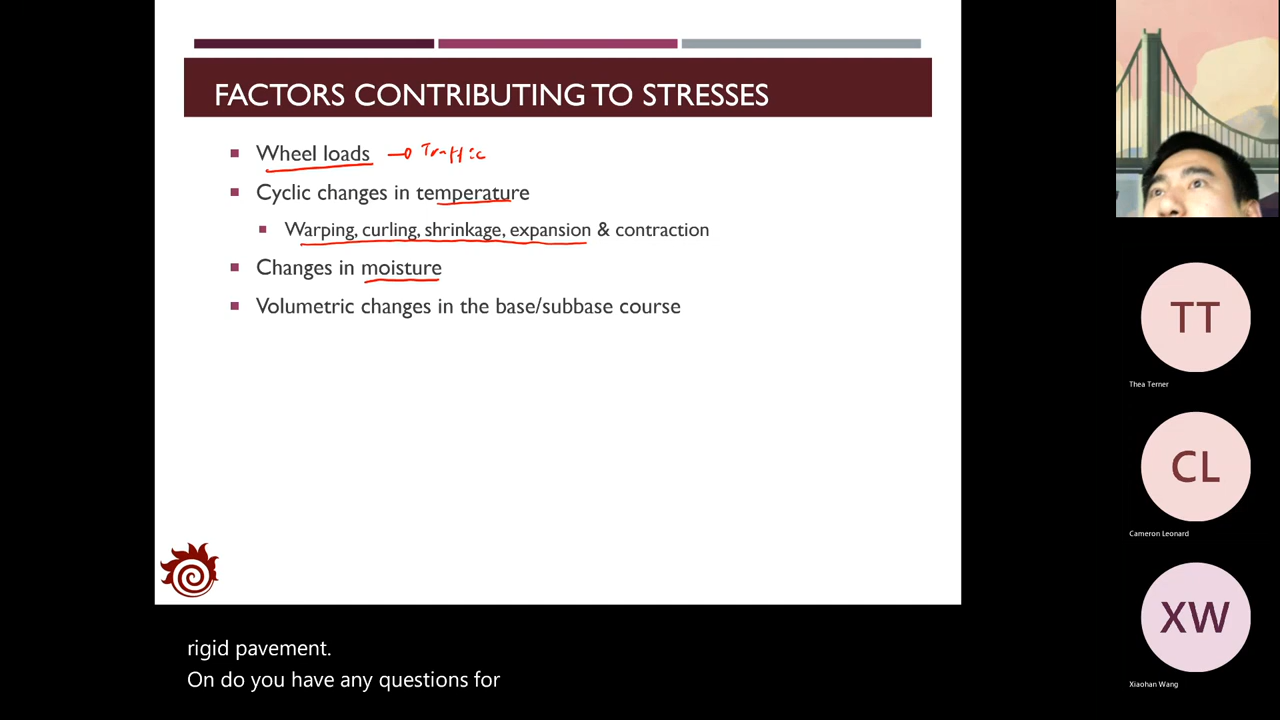 FACTORS CONTRIBUTING TO STRESSES
Wheel loads Traffic
Cyclic changes in temperature
Warping, curling, shrinkage, expansion & contraction
Changes in moisture
Volumetric changes in the base/subbase course
TT
Thea Terner
CL
Cameron Leonard
XW
Xiaohan Wang
rigid pavement.
On do you have any questions for